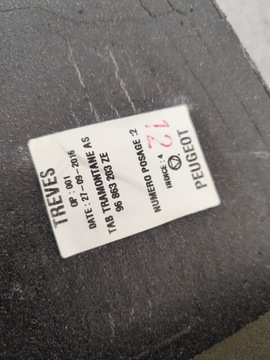 TREVES
OP : 001
DATE : 27-09-2016
TAB TRAMONTANE AS
96 863 203 ZE
NUMERO POSAGE :2
12
INDICE : 4
PEUGEOT